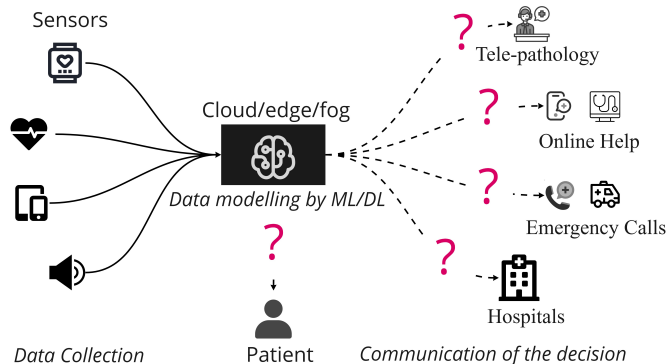 Sensors
Cloud/edge/fog
Data modelling by ML/DL
?
?
?
?
?
Tele-pathology
Online Help
Emergency Calls
Hospitals
Data Collection
Patient
Communication of the decision